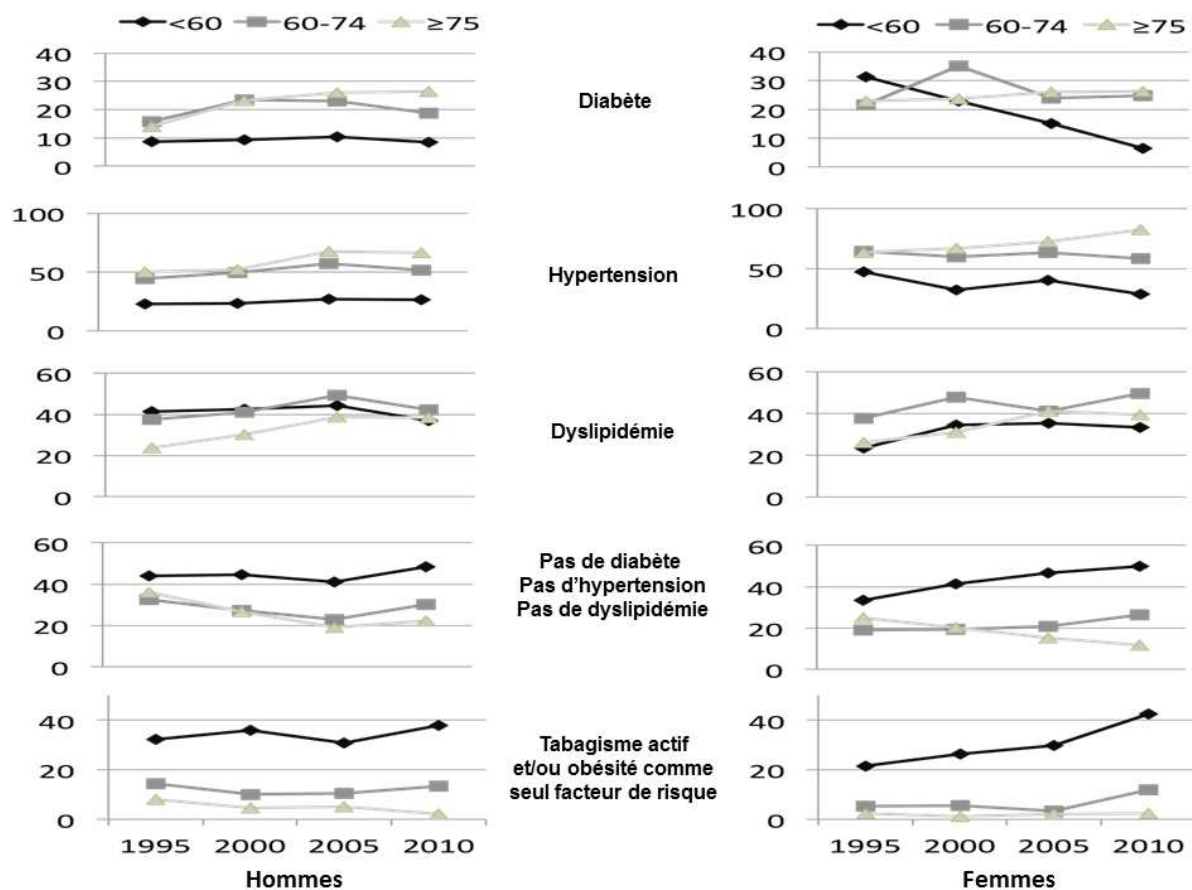 <60 60-74 ≥75
<60 60-74 ≥75
40
30
20
10
0
Diabète
40
30
20
10
0
100
50
0
Hypertension
100
50
0
60
40
20
0
Dyslipidémie
60
40
20
0
60
40
20
0
Pas de diabète
Pas d'hypertension
Pas de dyslipidémie
60
40
20
0
40
20
0
Tabagisme actif
et/ou obésité comme
seul facteur de risque
40
20
0
1995 2000 2005 2010
1995 2000 2005 2010
Hommes
Femmes